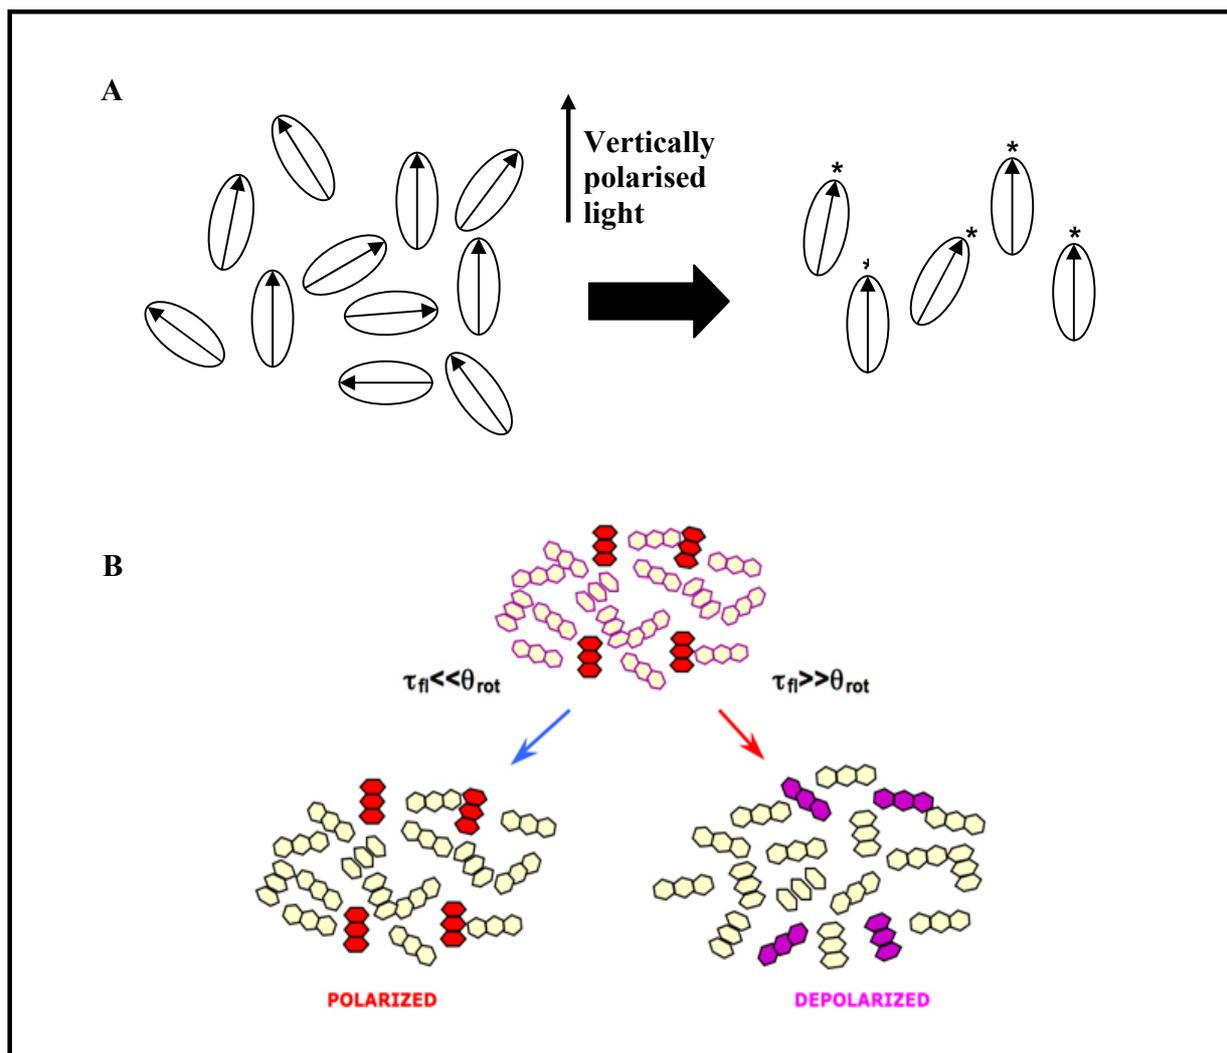 A
Vertically
polarised
light
*
*
*
*
*
B
τfl<<θrot
τfl>>θrot
POLARIZED
DEPOLARIZED